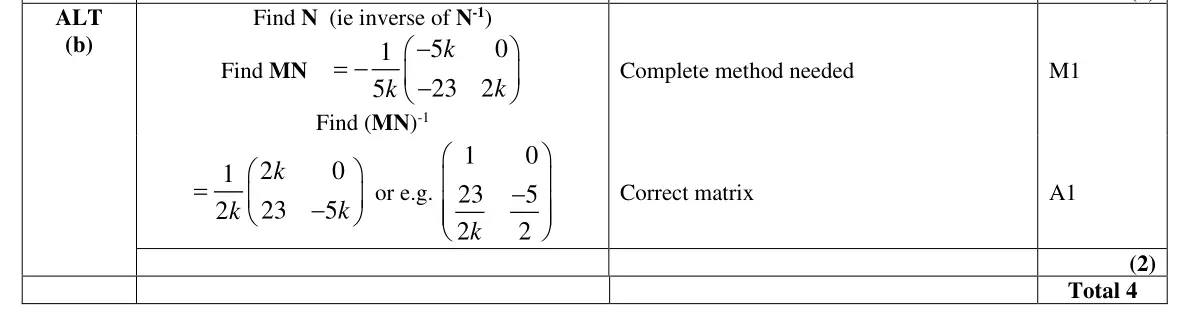 ALT
(b)
Find N (ie inverse of N⁻¹)
Find MN = −1/5k (−5k 0 −23 2k)
Complete method needed
M1
Find (MN)⁻¹
= 1/2k (2k 0 23 −5k) or e.g. (1 0 23/2k −5/2)
Correct matrix
A1
(2)
Total 4